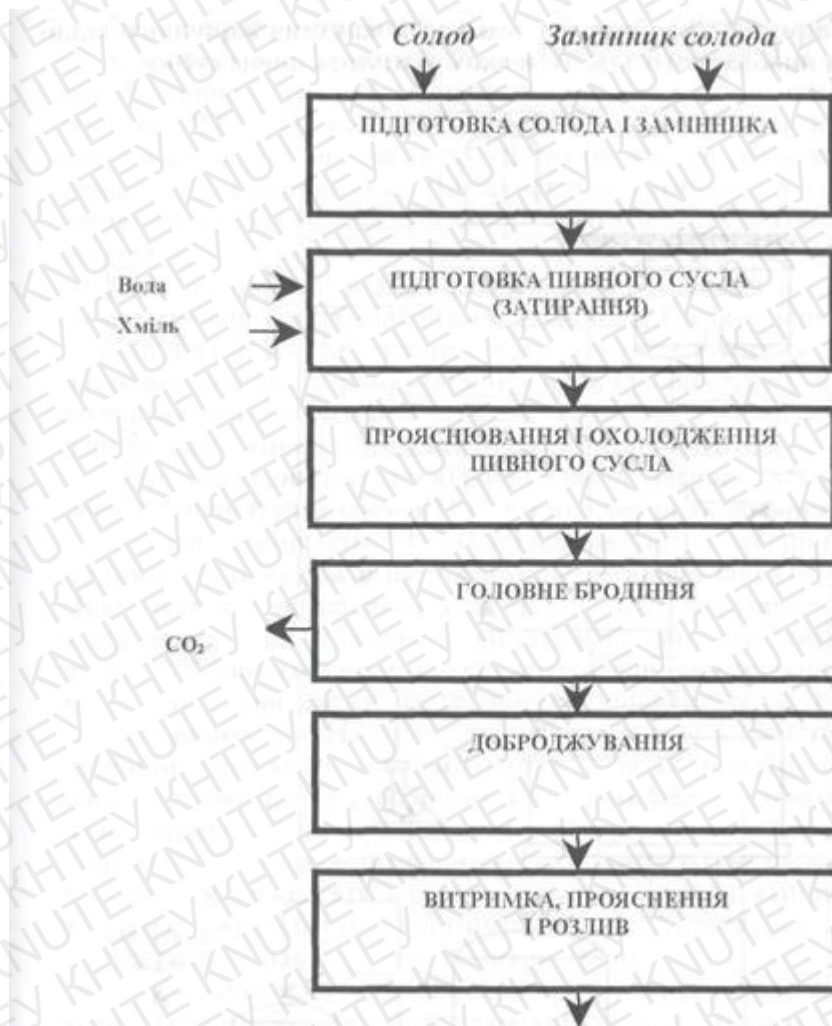 Солод Замінник солода
ПІДГОТОВКА СОЛОДА І ЗАМІННИКА
Вода
Хміль
ПІДГОТОВКА ПИВНОГО СУСЛА
(ЗАТИРАННЯ)
ПРОЯСНЮВАННЯ І ОХОЛОДЖЕННЯ
ПИВНОГО СУСЛА
ГОЛОВНЕ БРОДІННЯ
CO₂
ДОБРОДЖУВАННЯ
ВИТРИМКА, ПРОЯСНЕННЯ
І РОЗЛИВ